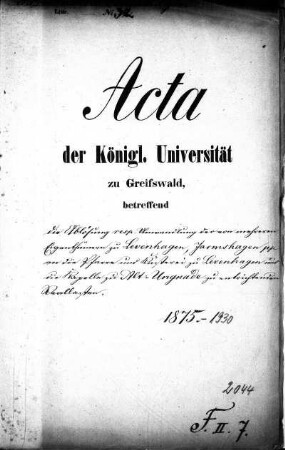 No. 92
Acta
der Königl. Universität
zu Greifswald,
betreffend
die Ablösung resp. Umwandlung der von mehreren
Eigenthümern zu Levenhagen, Jarmshagen pp
an die Pfarre und Küsterei zu Levenhagen und
die Kapelle zu Alt-Ungnade zu entrichtenden
Reallasten.
1875.-1930
2044
F. II. 7.